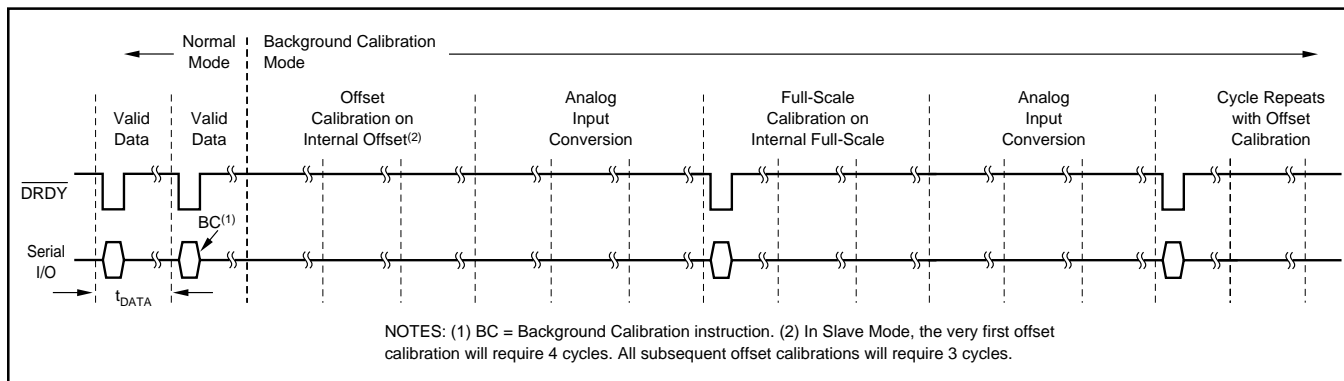 Normal
Mode
Background Calibration
Mode
Valid
Data
Valid
Data
Offset
Calibration on
Internal Offset(2)
Analog
Input
Conversion
Full-Scale
Calibration on
Internal Full-Scale
Analog
Input
Conversion
Cycle Repeats
with Offset
Calibration
DRDY
BC(1)
Serial
I/O
tDATA
NOTES: (1) BC = Background Calibration instruction. (2) In Slave Mode, the very first offset
calibration will require 4 cycles. All subsequent offset calibrations will require 3 cycles.